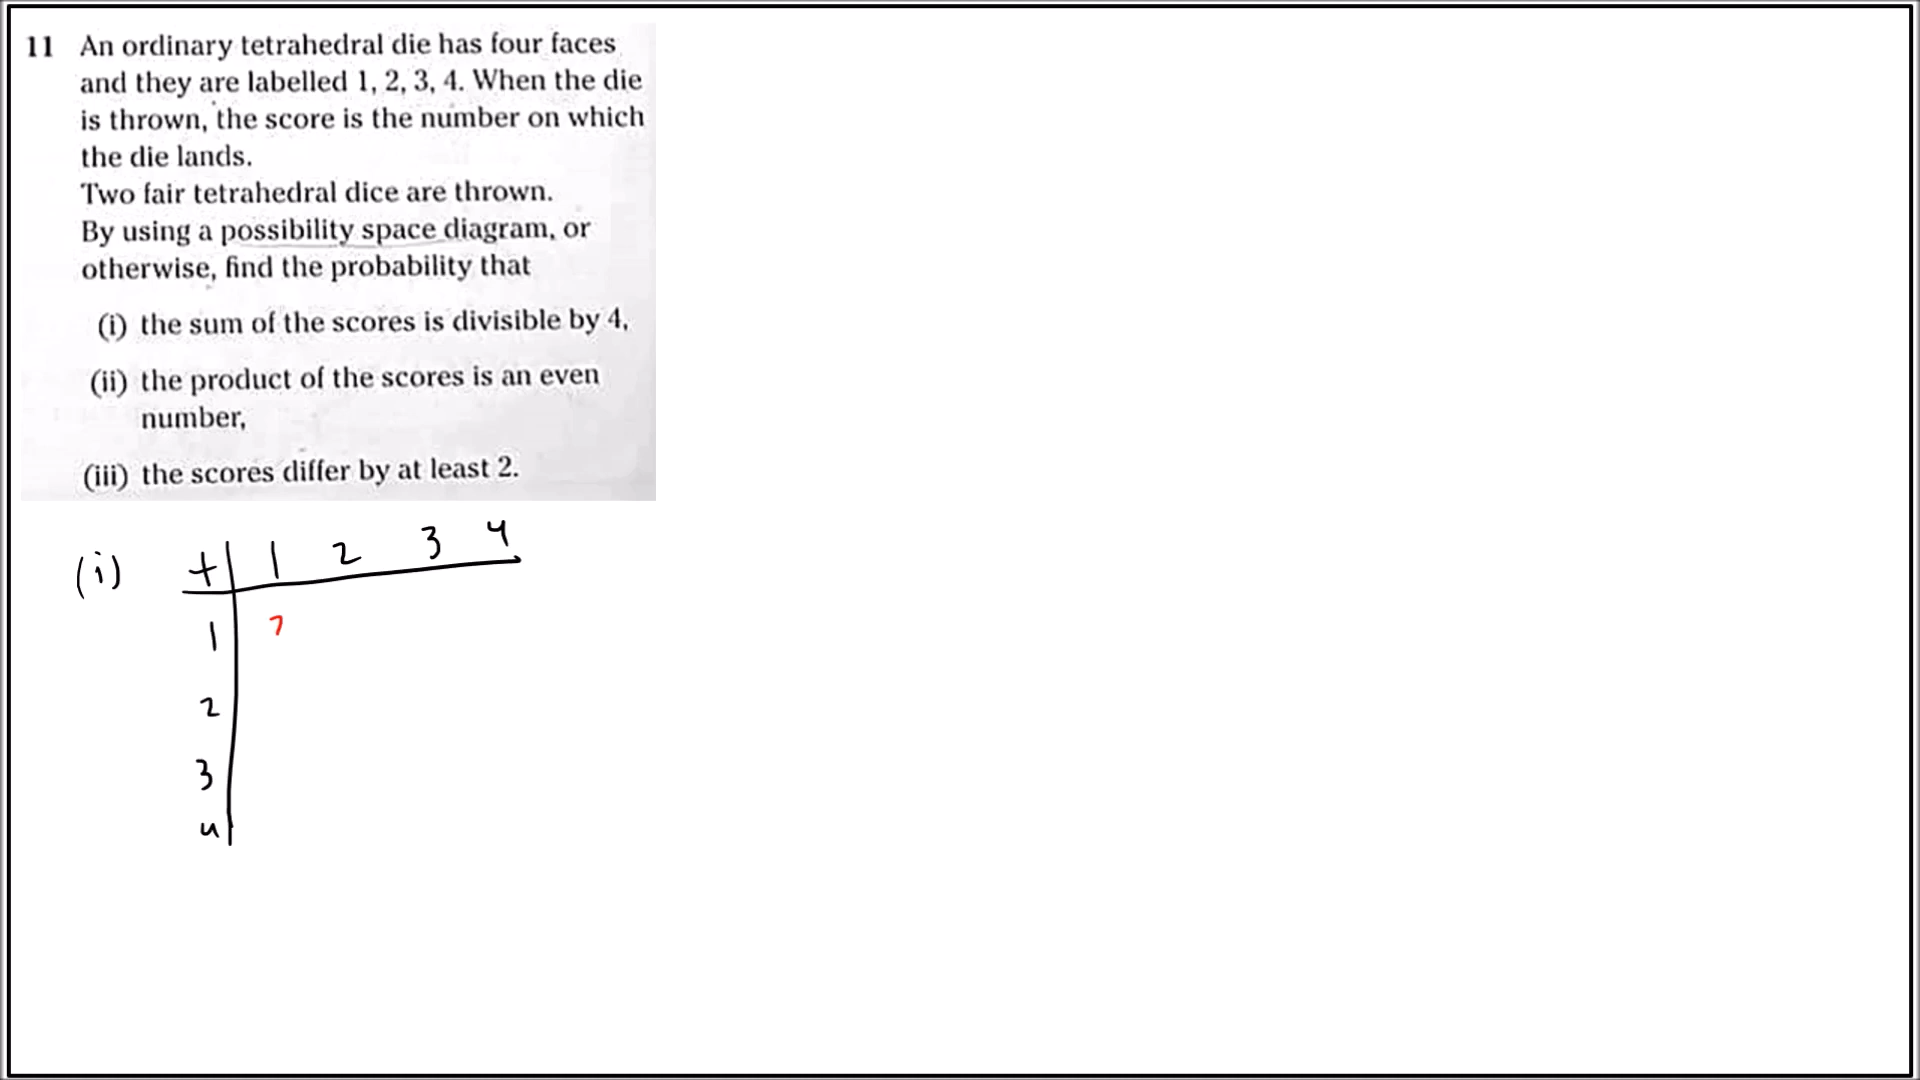 11 An ordinary tetrahedral die has four faces
and they are labelled 1, 2, 3, 4. When the die
is thrown, the score is the number on which
the die lands.
Two fair tetrahedral dice are thrown.
By using a possibility space diagram, or
otherwise, find the probability that
(i) the sum of the scores is divisible by 4,
(ii) the product of the scores is an even
number,
(iii) the scores differ by at least 2.
(i) + 1 2 3 4
1
2
3
4